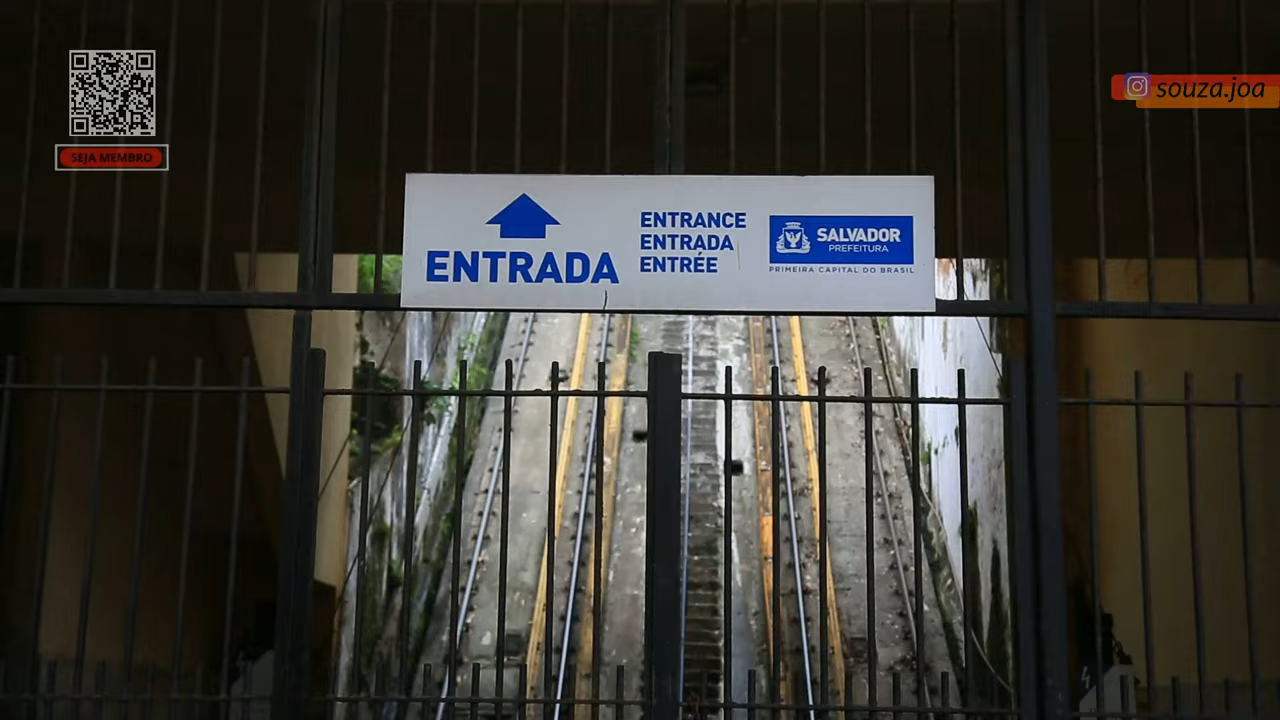 SEJA MEMBRO
souza.joa
ENTRADA
ENTRANCE
ENTRADA
ENTRÉE
SALVADOR
PREFEITURA
PRIMEIRA CAPITAL DO BRASIL